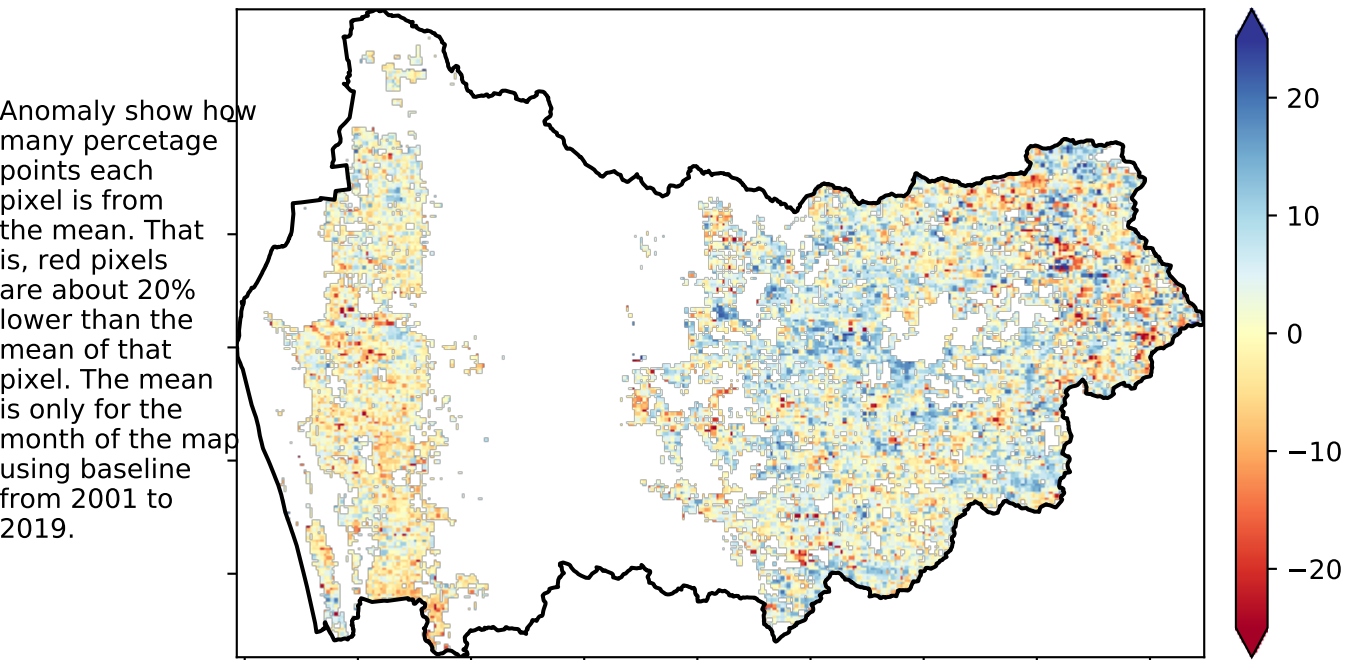 Anomaly show how
many percetage
points each
pixel is from
the mean. That
is, red pixels
are about 20%
lower than the
mean of that
pixel. The mean
is only for the
month of the map
using baseline
from 2001 to
2019.
20
10
0
−10
−20